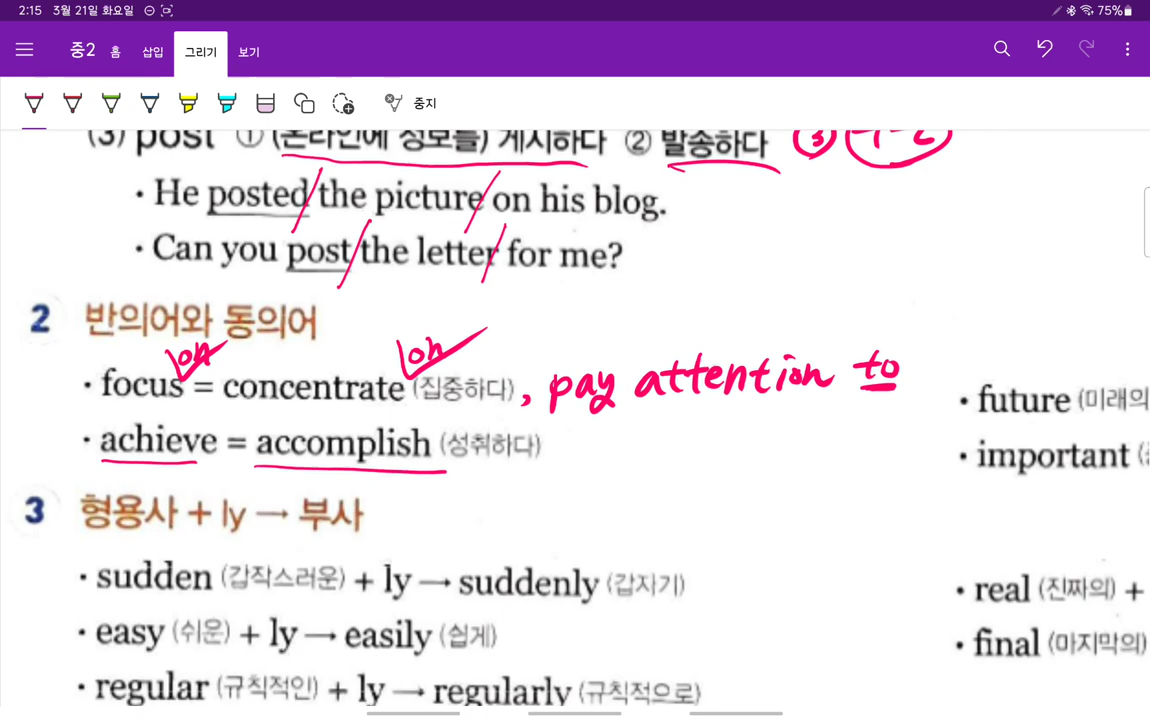 2:15 3월 21일 화요일 75%
중2 홈 삽입 그리기 보기
중지
(3) post ① (온라인에 정보를) 게시하다 ② 발송하다 ③
· He posted the picture on his blog.
· Can you post the letter for me?
2 반의어와 동의어
on on
· focus = concentrate (집중하다) , pay attention to
· future (미래의
· achieve = accomplish (성취하다)
· important
3 형용사 + ly → 부사
· sudden (갑작스러운) + ly → suddenly (갑자기)
· real (진짜의) +
· easy (쉬운) + ly → easily (쉽게)
· final (마지막의)
· regular (규칙적인) + ly → regularly (규칙적으로)